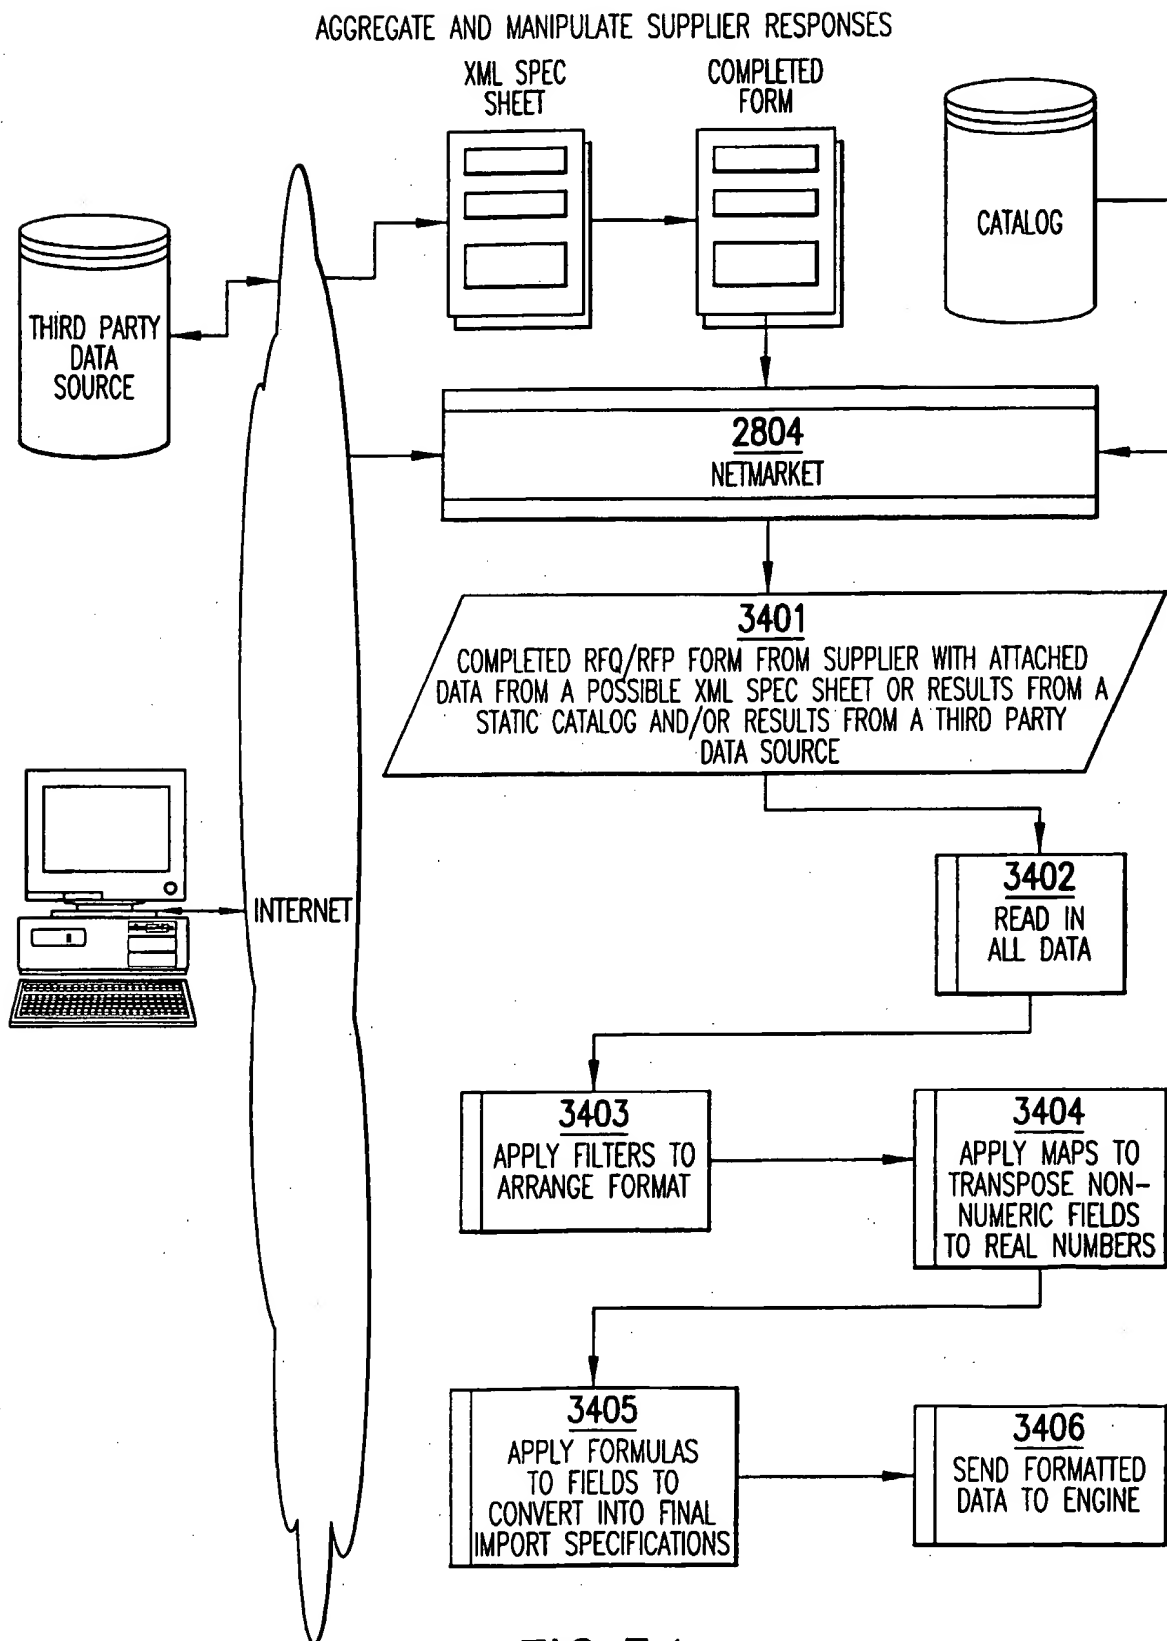 AGGREGATE AND MANIPULATE SUPPLIER RESPONSES
XML SPEC
SHEET
COMPLETED
FORM
CATALOG
THIRD PARTY
DATA
SOURCE
2804
NETMARKET
3401
COMPLETED RFQ/RFP FORM FROM SUPPLIER WITH ATTACHED
DATA FROM A POSSIBLE XML SPEC SHEET OR RESULTS FROM A
STATIC CATALOG AND/OR RESULTS FROM A THIRD PARTY
DATA SOURCE
INTERNET
3402
READ IN
ALL DATA
3403
APPLY FILTERS TO
ARRANGE FORMAT
3404
APPLY MAPS TO
TRANSPOSE NON-
NUMERIC FIELDS
TO REAL NUMBERS
3405
APPLY FORMULAS
TO FIELDS TO
CONVERT INTO FINAL
IMPORT SPECIFICATIONS
3406
SEND FORMATTED
DATA TO ENGINE